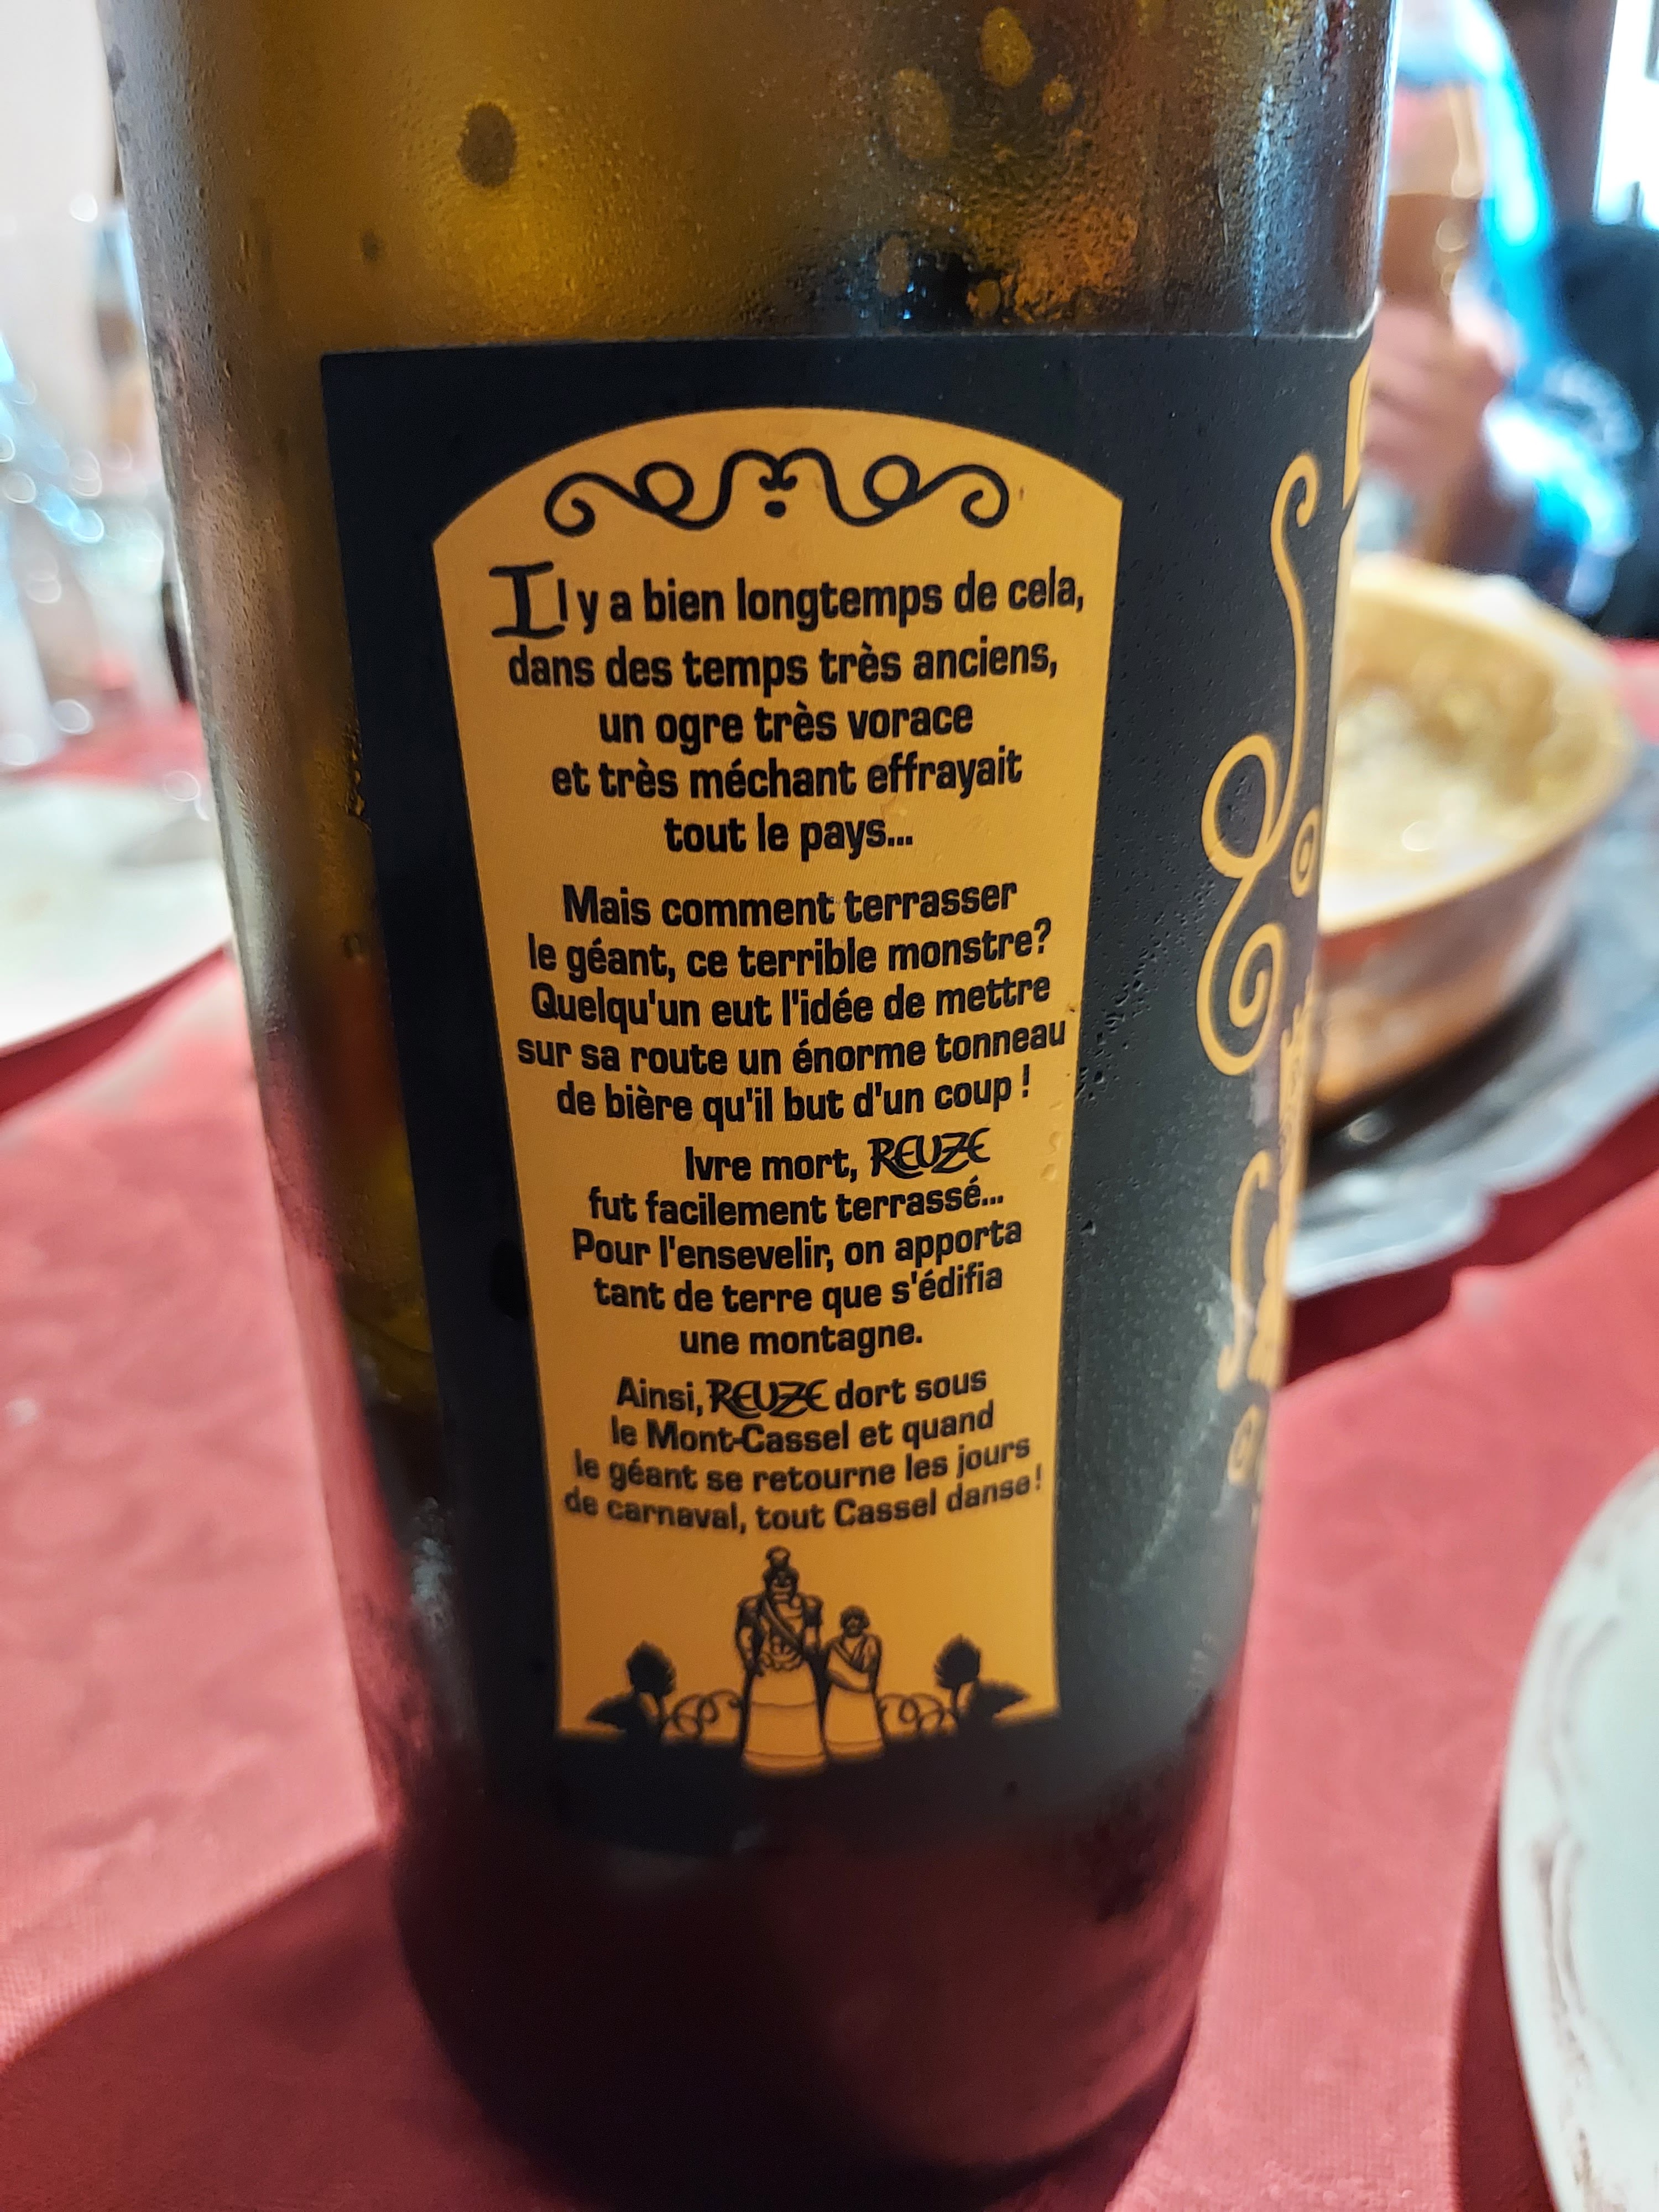 Il y a bien longtemps de cela,
dans des temps très anciens,
un ogre très vorace
et très méchant effrayait
tout le pays...
Mais comment terrasser
le géant, ce terrible monstre?
Quelqu'un eut l'idée de mettre
sur sa route un énorme tonneau
de bière qu'il but d'un coup !
Ivre mort, REUZE
fut facilement terrassé...
Pour l'ensevelir, on apporta
tant de terre que s'édifia
une montagne.
Ainsi, REUZE dort sous
le Mont-Cassel et quand
le géant se retourne les jours
de carnaval, tout Cassel danse!